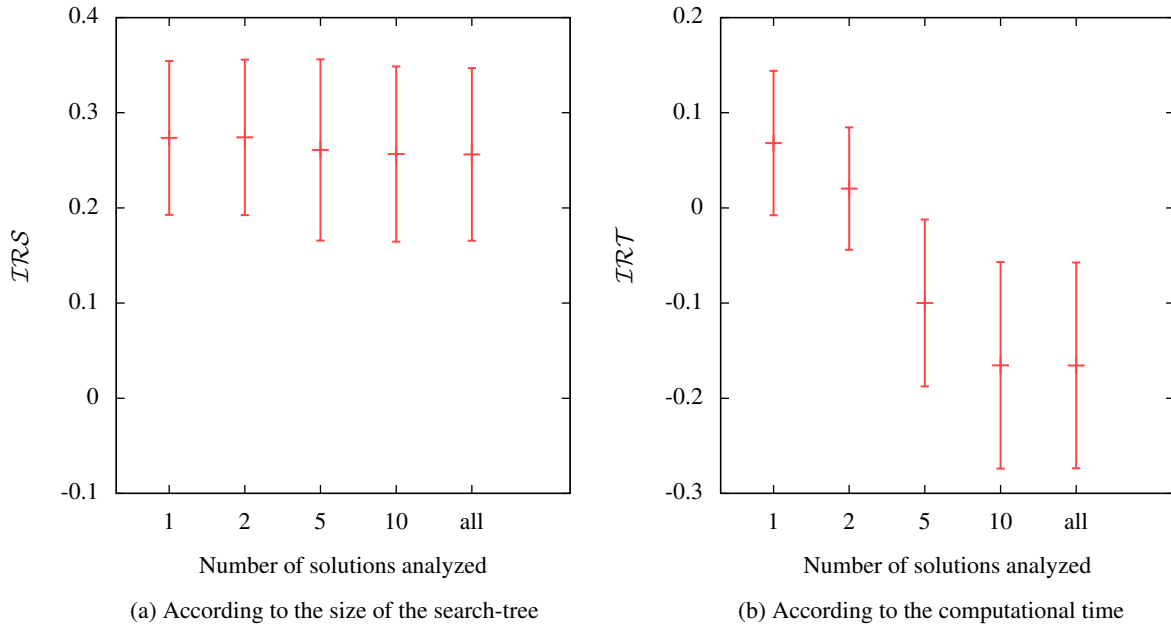 0.4
0.3
0.2
0.1
0
-0.1
IRS
1 2 5 10 all
Number of solutions analyzed
(a) According to the size of the search-tree
0.2
0.1
0
-0.1
-0.2
-0.3
IRT
1 2 5 10 all
Number of solutions analyzed
(b) According to the computational time